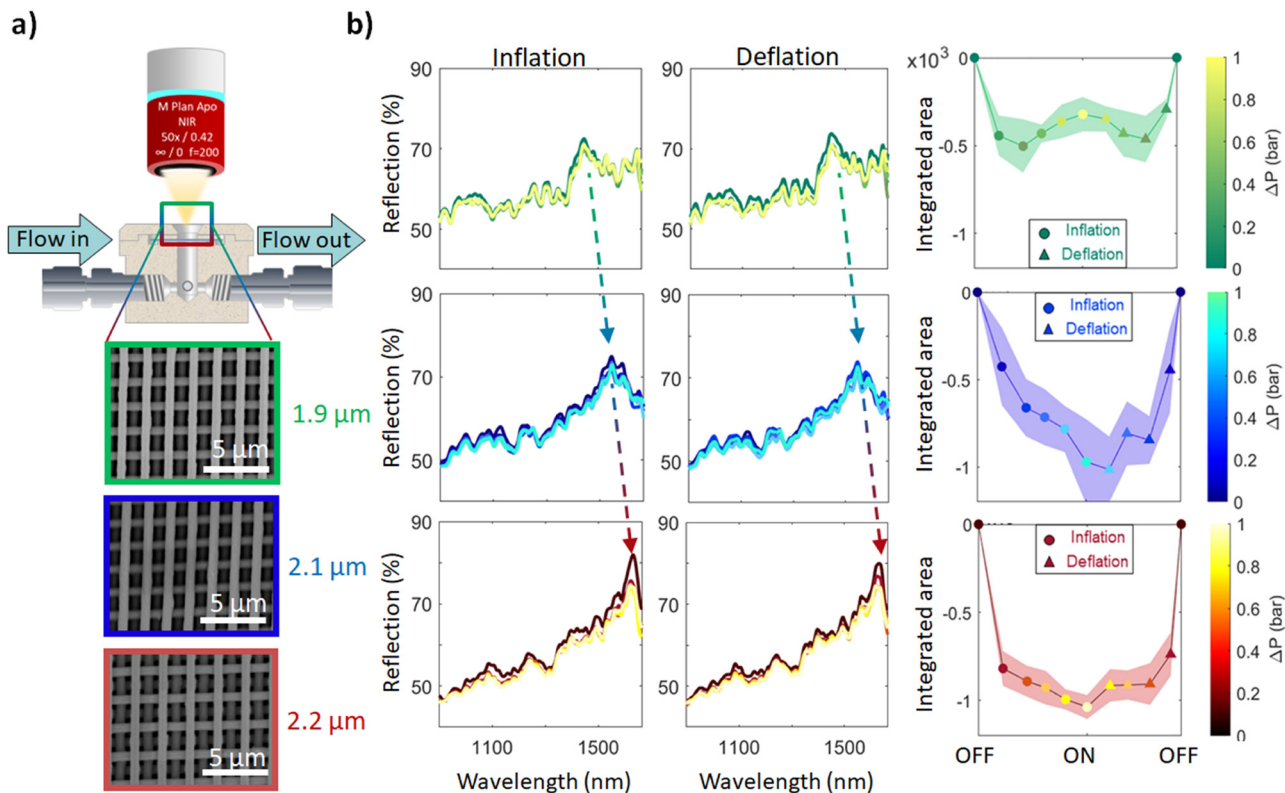 a)
M Plan Apo
NIR
50x / 0.42
∞ / 0 f=200
Flow in
Flow out
5 µm
1.9 µm
5 µm
2.1 µm
5 µm
2.2 µm
b)
Inflation
Deflation
90
70
50
Reflection (%)
90
70
50
Reflection (%)
×10³
0
-0.5
-1
Integrated area
Inflation
Deflation
1
0.8
0.6
0.4
0.2
0
ΔP (bar)
90
70
50
Reflection (%)
90
70
50
Reflection (%)
0
-0.5
-1
Integrated area
Inflation
Deflation
1
0.8
0.6
0.4
0.2
0
ΔP (bar)
90
70
50
Reflection (%)
1100
1500
Wavelength (nm)
90
70
50
Reflection (%)
1100
1500
Wavelength (nm)
0
-0.5
-1
Integrated area
Inflation
Deflation
OFF
ON
OFF
1
0.8
0.6
0.4
0.2
0
ΔP (bar)